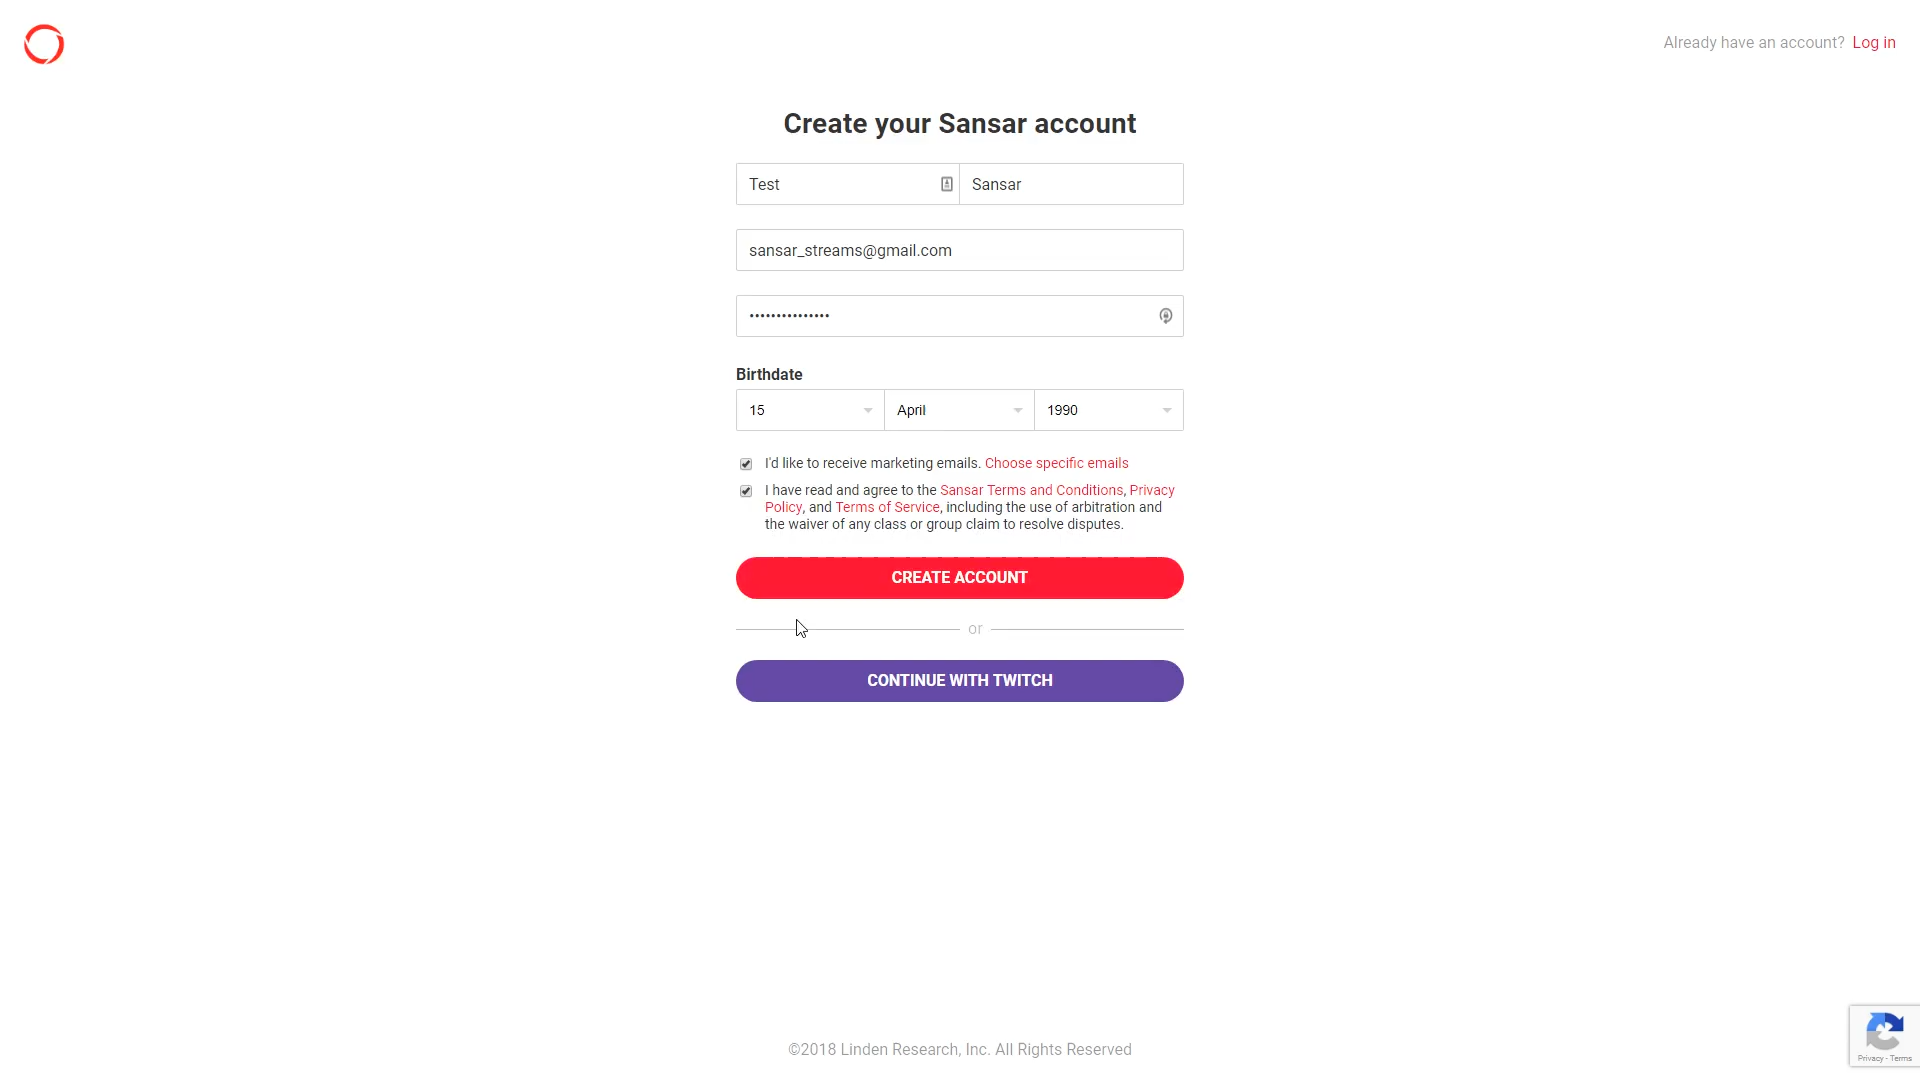 Already have an account? Log in
Create your Sansar account
Test Sansar
sansar_streams@gmail.com
•••••••••••••••
Birthdate
15 April 1990
I'd like to receive marketing emails. Choose specific emails
I have read and agree to the Sansar Terms and Conditions, Privacy
Policy, and Terms of Service, including the use of arbitration and
the waiver of any class or group claim to resolve disputes.
CREATE ACCOUNT
or
CONTINUE WITH TWITCH
©2018 Linden Research, Inc. All Rights Reserved
Privacy - Terms